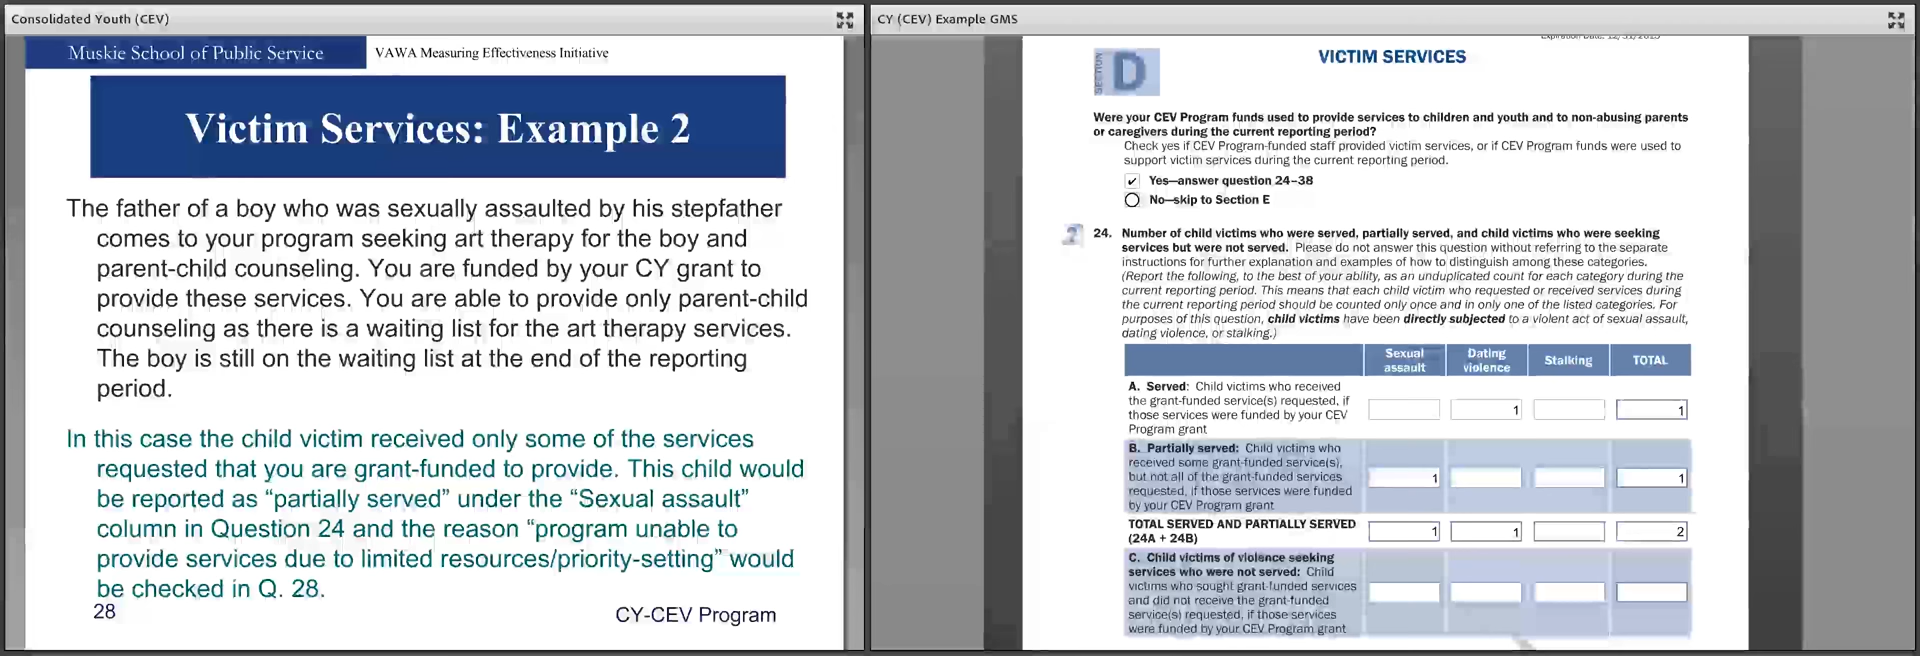 Consolidated Youth (CEV)
Muskie School of Public Service
VAWA Measuring Effectiveness Initiative
Victim Services: Example 2
The father of a boy who was sexually assaulted by his stepfather
comes to your program seeking art therapy for the boy and
parent-child counseling. You are funded by your CY grant to
provide these services. You are able to provide only parent-child
counseling as there is a waiting list for the art therapy services.
The boy is still on the waiting list at the end of the reporting
period.
In this case the child victim received only some of the services
requested that you are grant-funded to provide. This child would
be reported as “partially served” under the “Sexual assault”
column in Question 24 and the reason “program unable to
provide services due to limited resources/priority-setting” would
be checked in Q. 28.
28
CY-CEV Program
CY (CEV) Example GMS
Expiration Date: 12/31/2013
SECTION
D
VICTIM SERVICES
Were your CEV Program funds used to provide services to children and youth and to non-abusing parents
or caregivers during the current reporting period?
Check yes if CEV Program-funded staff provided victim services, or if CEV Program funds were used to
support victim services during the current reporting period.
Yes—answer question 24–38
No—skip to Section E
24. Number of child victims who were served, partially served, and child victims who were seeking
services but were not served. Please do not answer this question without referring to the separate
instructions for further explanation and examples of how to distinguish among these categories.
(Report the following, to the best of your ability, as an unduplicated count for each category during the
current reporting period. This means that each child victim who requested or received services during
the current reporting period should be counted only once and in only one of the listed categories. For
purposes of this question, child victims have been directly subjected to a violent act of sexual assault,
dating violence, or stalking.)
Sexual
assault
Dating
violence
Stalking
TOTAL
A. Served: Child victims who received
the grant-funded service(s) requested, if
those services were funded by your CEV
Program grant
1
1
B. Partially served: Child victims who
received some grant-funded service(s),
but not all of the grant-funded services
requested, if those services were funded
by your CEV Program grant
1
1
TOTAL SERVED AND PARTIALLY SERVED
(24A + 24B)
1
1
2
C. Child victims of violence seeking
services who were not served: Child
victims who sought grant-funded services
and did not receive the grant-funded
service(s) requested, if those services
were funded by your CEV Program grant